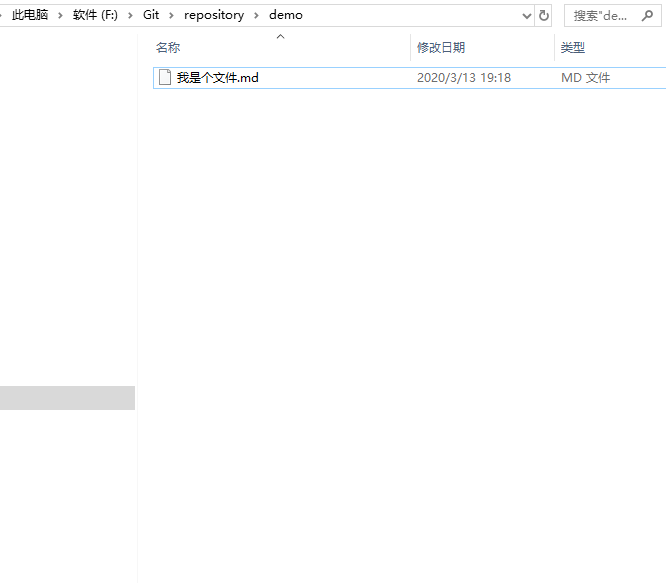 此电脑 › 软件 (F:) › Git › repository › demo 搜索"de...
名称 修改日期 类型
我是个文件.md 2020/3/13 19:18 MD 文件